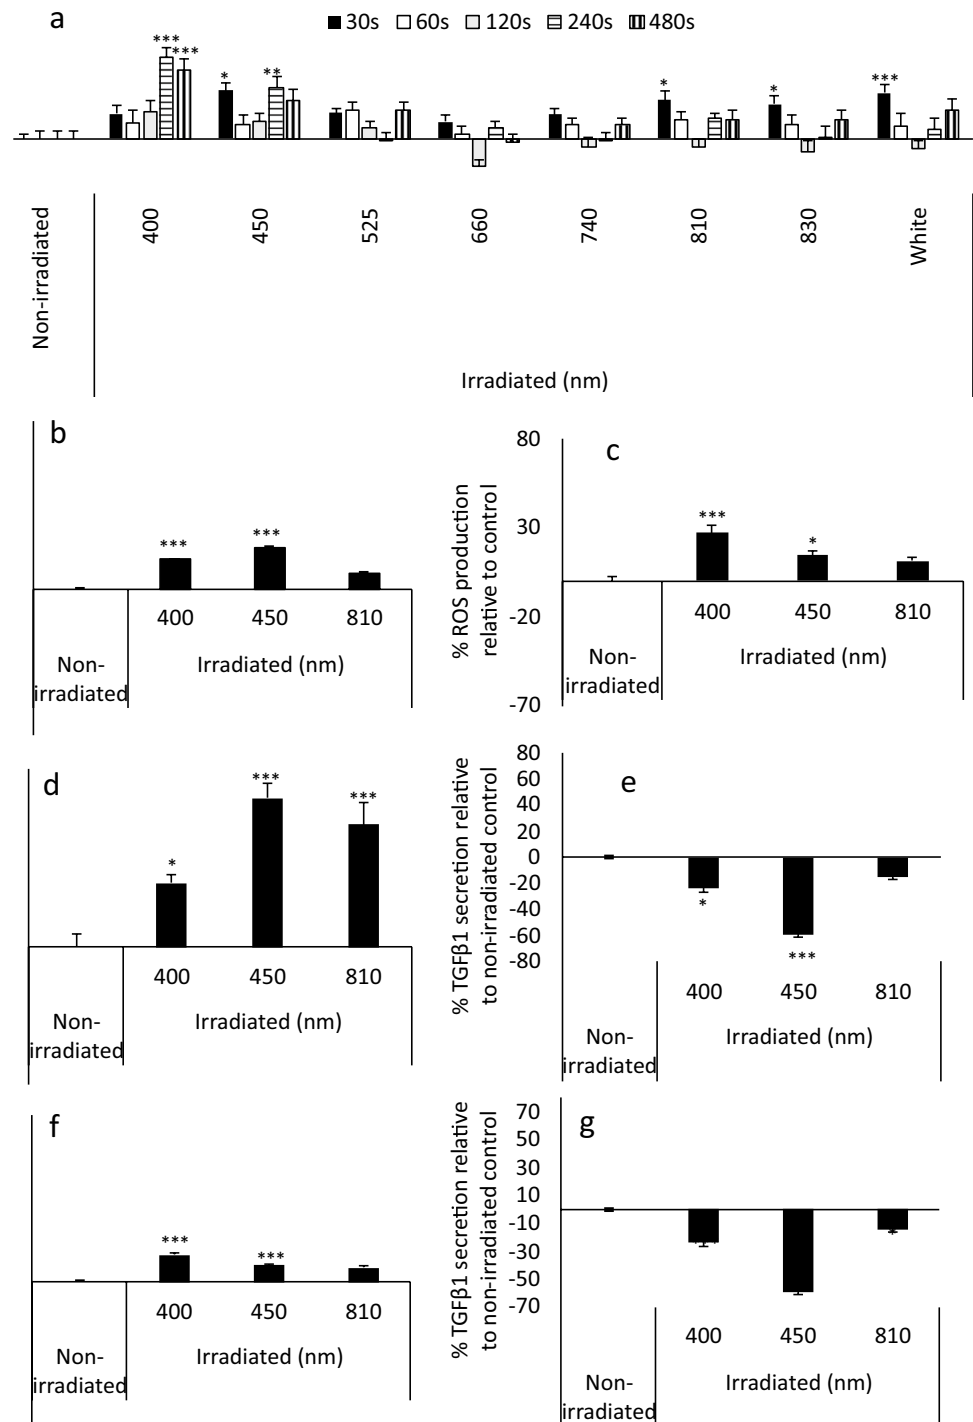 a
30s 60s 120s 240s 480s
*** *** * ** * * ***
Non-irradiated 400 450 525 660 740 810 830 White
Irradiated (nm)
b
*** ***
400 450 810
Non-irradiated
Irradiated (nm)
c
% ROS production
relative to control
80
30
-20
-70
*** *
400 450 810
Non-irradiated
Irradiated (nm)
d
* *** ***
400 450 810
Non-irradiated
Irradiated (nm)
e
% TGFβ1 secretion relative
to non-irradiated control
80
60
40
20
0
-20
-40
-60
-80
* ***
400 450 810
Non-irradiated
Irradiated (nm)
f
*** ***
400 450 810
Non-irradiated
Irradiated (nm)
g
% TGFβ1 secretion relative
to non-irradiated control
70
50
30
10
-10
-30
-50
-70
400 450 810
Non-irradiated
Irradiated (nm)